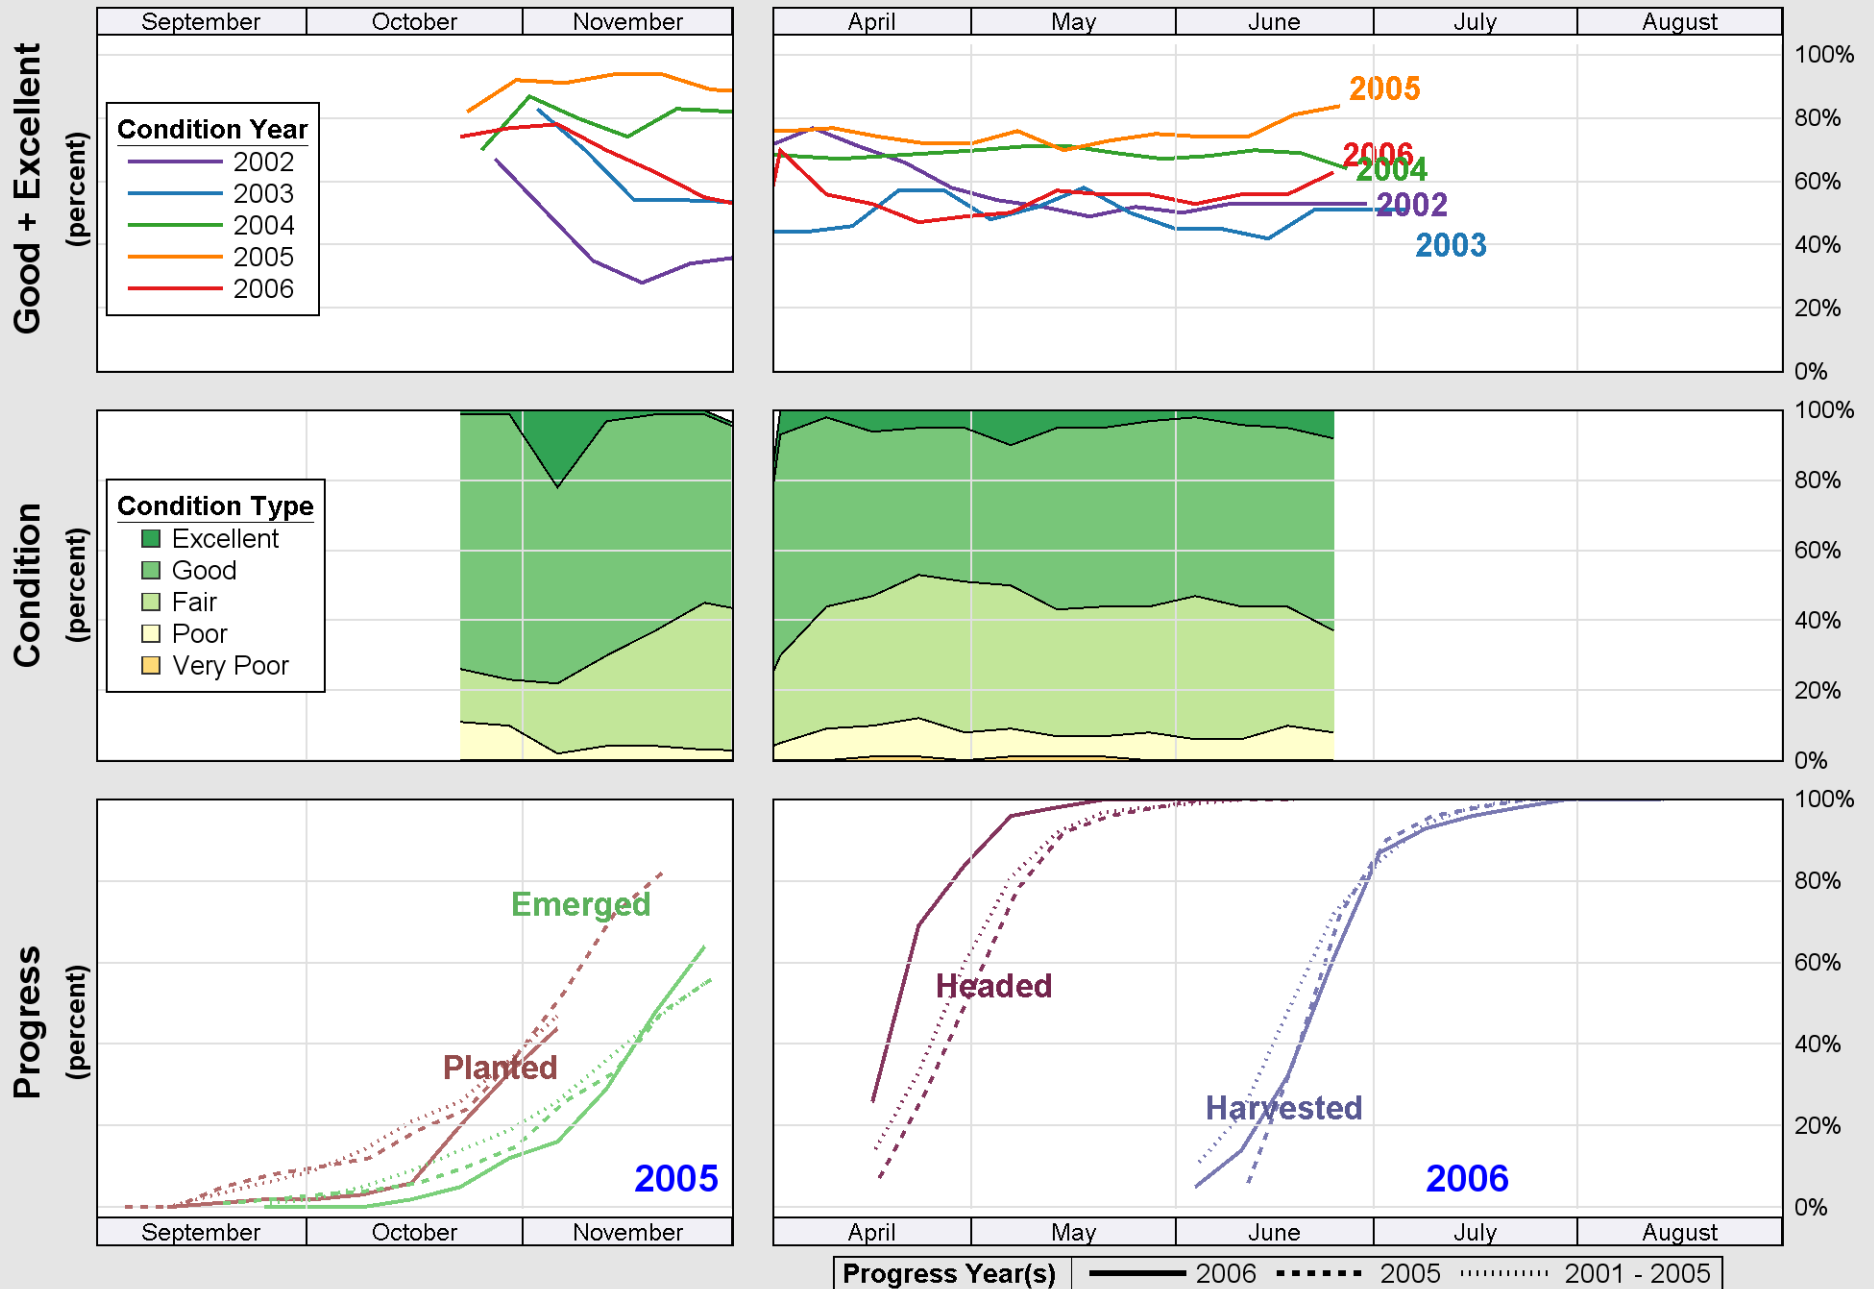 September October November April May June July August
Good + Excellent
(percent)
Condition Year
2002
2003
2004
2005
2006
2005
2006
2004
2002
2003
100%
80%
60%
40%
20%
0%
Condition
(percent)
Condition Type
Excellent
Good
Fair
Poor
Very Poor
100%
80%
60%
40%
20%
0%
Progress
(percent)
Emerged
Planted
2005
Headed
Harvested
2006
100%
80%
60%
40%
20%
0%
September October November April May June July August
Progress Year(s) 2006 2005 2001 - 2005